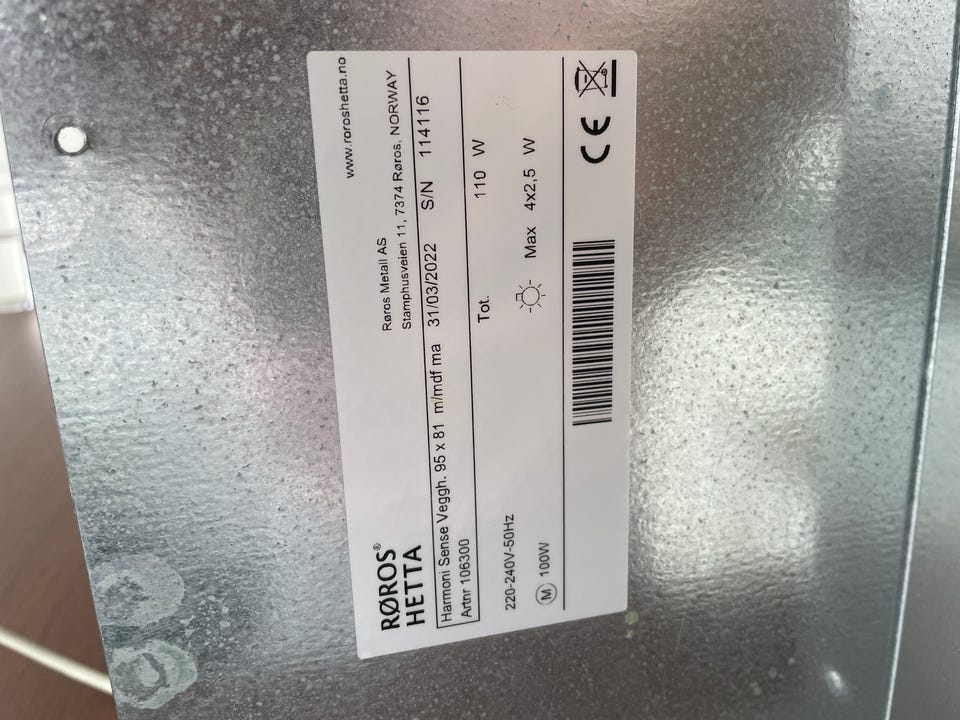 RØROS®
HETTA
www.roroshetta.no
Røros Metall AS
Stamphusveien 11, 7374 Røros, NORWAY
Harmoni Sense Veggh. 95 x 81 m/mdf ma 31/03/2022 S/N 114116
Artnr 106300
220-240V-50Hz Tot. 110 W
M 100W Max 4x2,5 W
CE